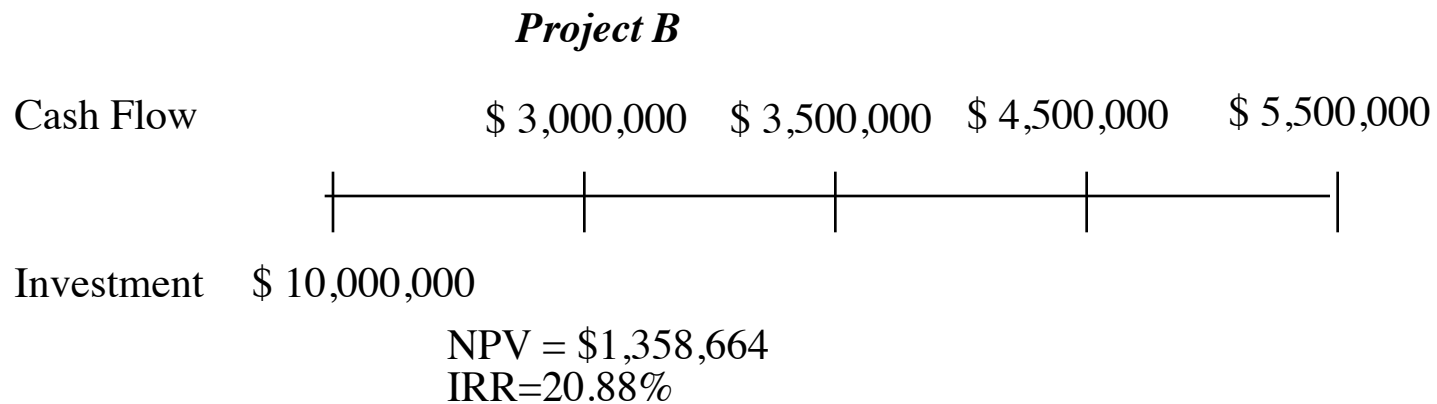 Project B
Cash Flow $ 3,000,000 $ 3,500,000 $ 4,500,000 $ 5,500,000
Investment $ 10,000,000
NPV = $1,358,664
IRR=20.88%